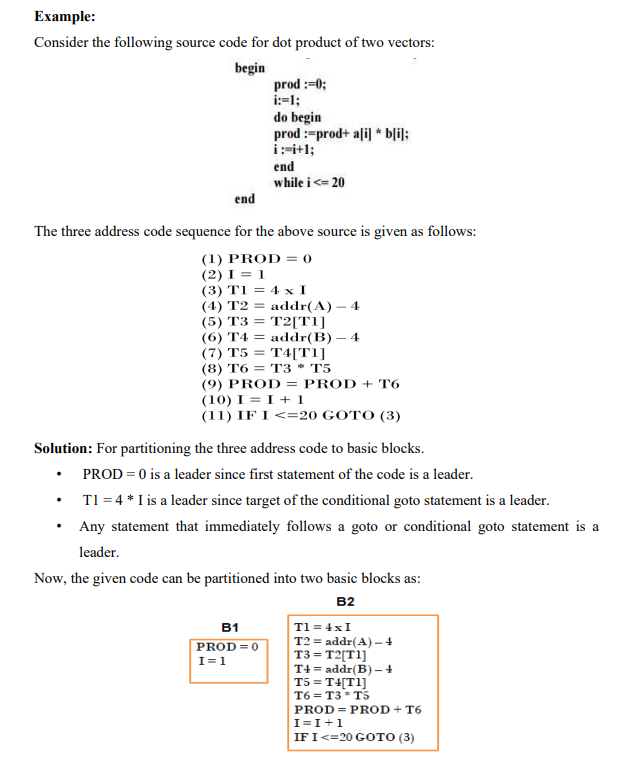 Example:
Consider the following source code for dot product of two vectors:
begin
prod :=0;
i:=1;
do begin
prod :=prod+ a[i] * b[i];
i :=i+1;
end
while i <= 20
end
The three address code sequence for the above source is given as follows:
(1) PROD = 0
(2) I = 1
(3) T1 = 4 x I
(4) T2 = addr(A) – 4
(5) T3 = T2[T1]
(6) T4 = addr(B) – 4
(7) T5 = T4[T1]
(8) T6 = T3 * T5
(9) PROD = PROD + T6
(10) I = I + 1
(11) IF I <=20 GOTO (3)
Solution: For partitioning the three address code to basic blocks.
• PROD = 0 is a leader since first statement of the code is a leader.
• T1 = 4 * I is a leader since target of the conditional goto statement is a leader.
• Any statement that immediately follows a goto or conditional goto statement is a
leader.
Now, the given code can be partitioned into two basic blocks as:
B1
PROD = 0
I = 1
B2
T1 = 4 x I
T2 = addr(A) – 4
T3 = T2[T1]
T4 = addr(B) – 4
T5 = T4[T1]
T6 = T3 * T5
PROD = PROD + T6
I = I + 1
IF I <=20 GOTO (3)